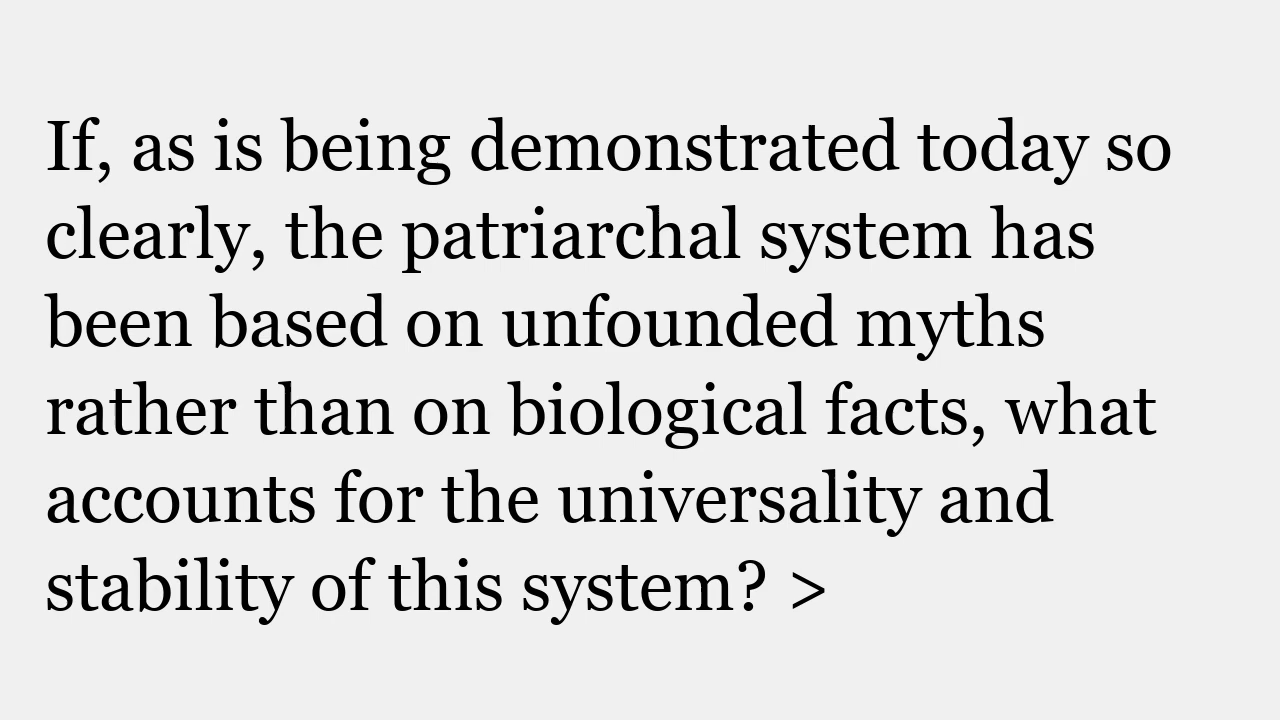 If, as is being demonstrated today so
clearly, the patriarchal system has
been based on unfounded myths
rather than on biological facts, what
accounts for the universality and
stability of this system? >